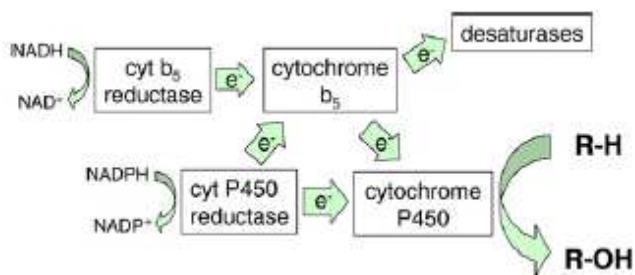 desaturases
NADH
cyt b₅
reductase
e⁻
cytochrome
b₅
e⁻
NAD⁺
e⁻
e⁻
R-H
NADPH
cyt P450
reductase
e⁻
cytochrome
P450
NADP⁺
R-OH